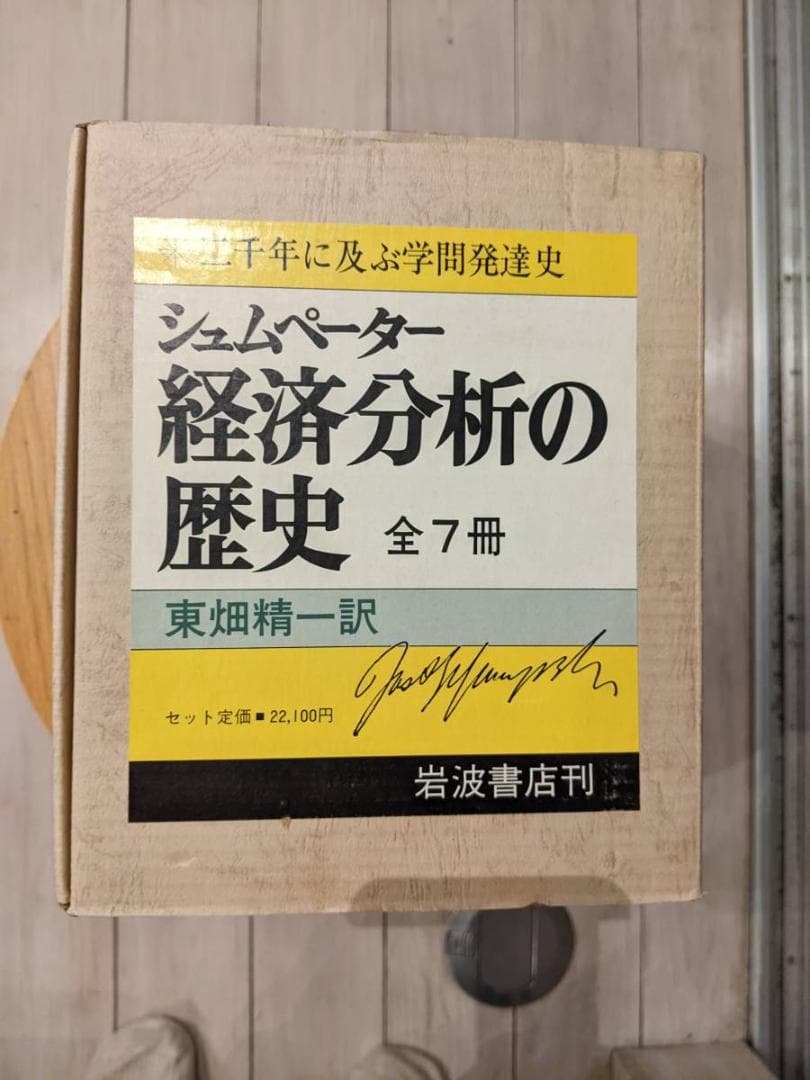 ＊二千年に及ぶ学問発達史
シュムペーター
経済分析の
歴史 全7冊
東畑精一訳
セット定価■22,100円
岩波書店刊